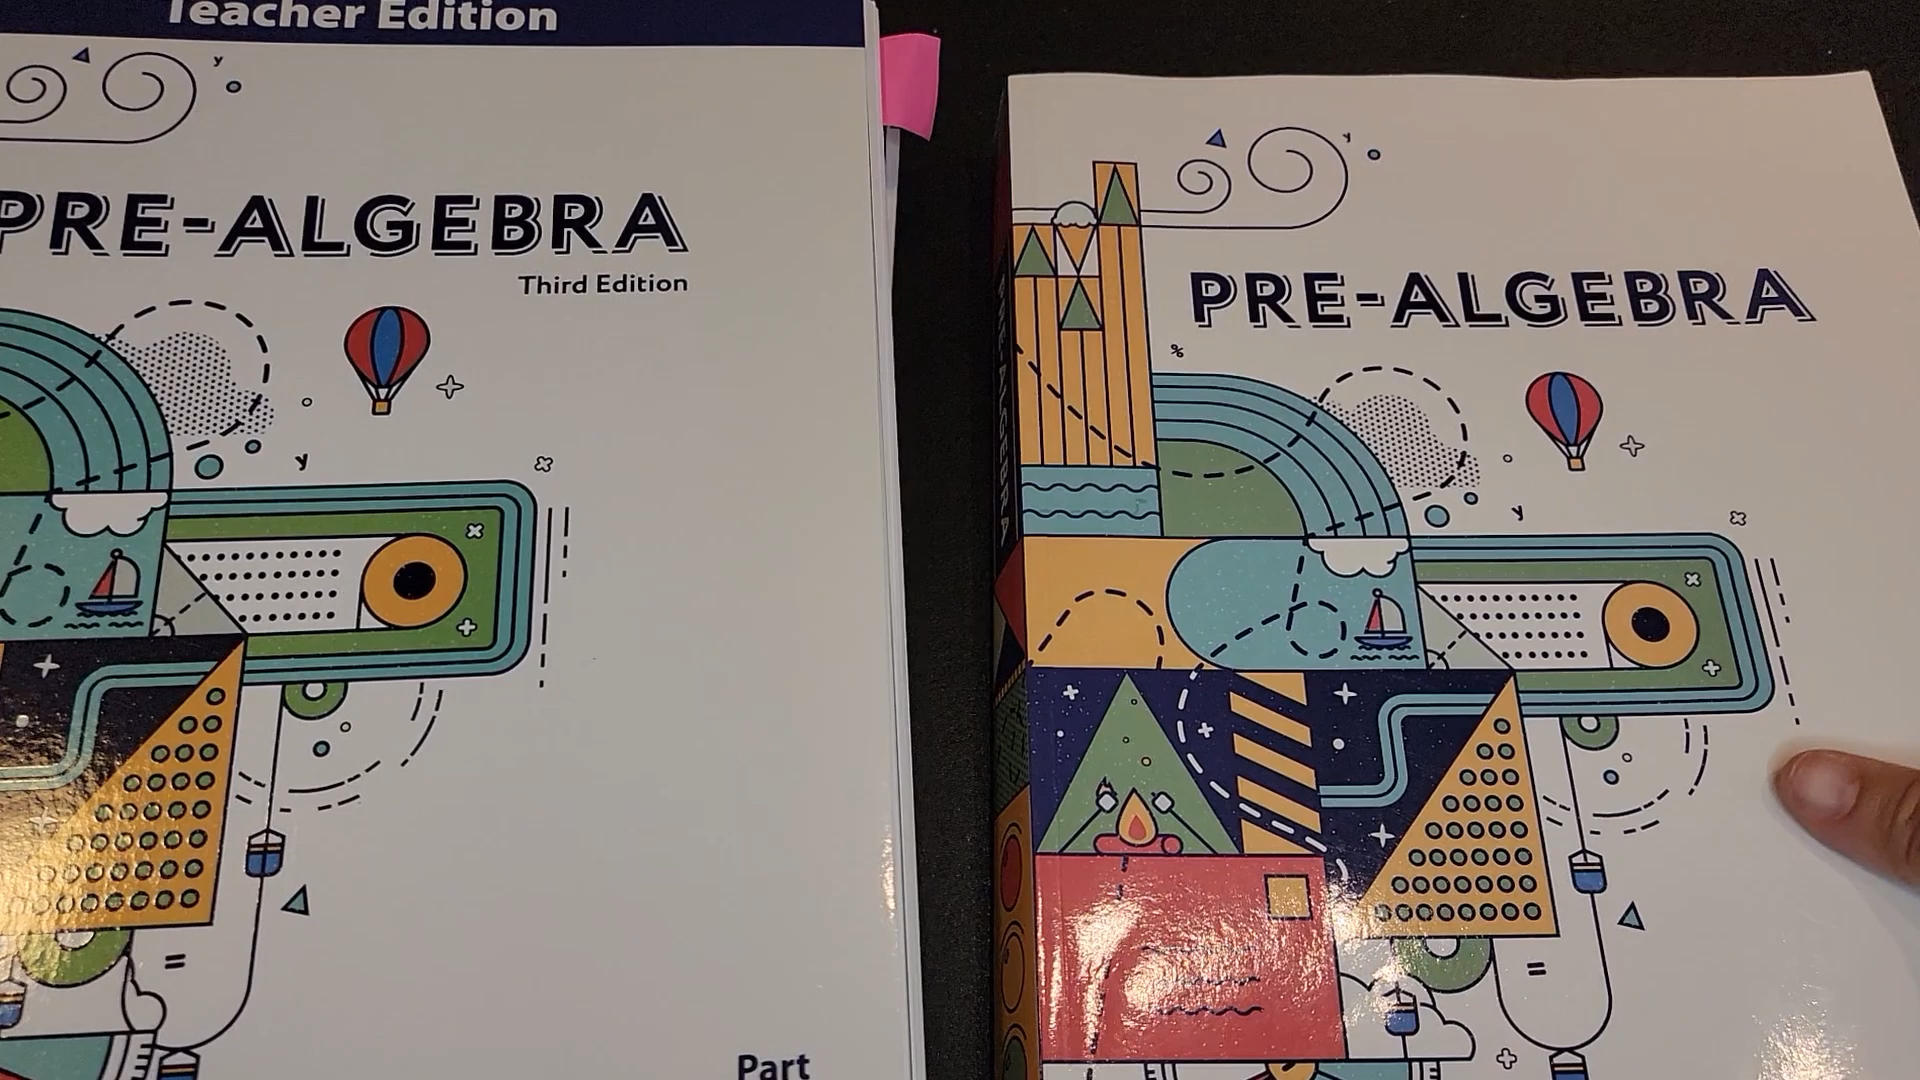 Teacher Edition
PRE-ALGEBRA
Third Edition
Part
PRE-ALGEBRA
PRE-ALGEBRA